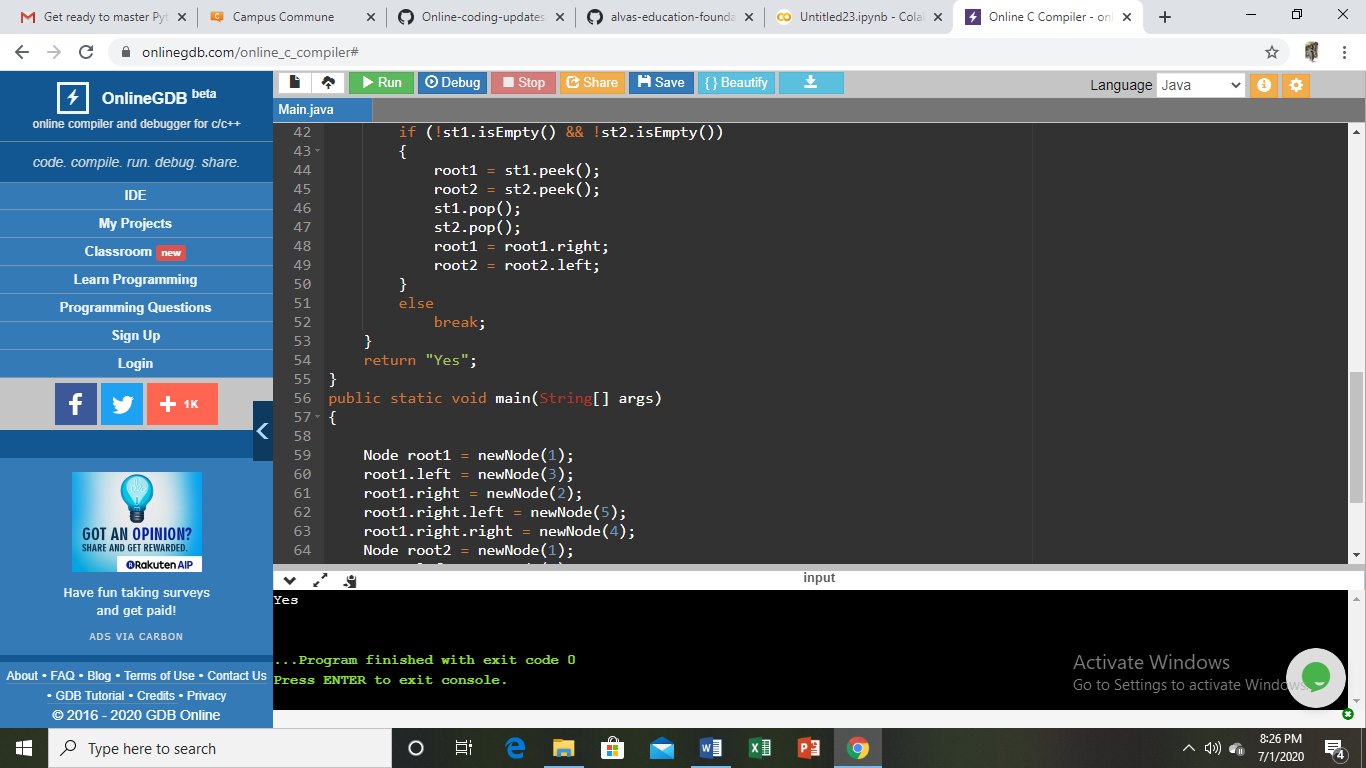 Get ready to master Pyt
Campus Commune
Online-coding-updates
alvas-education-founda
Untitled23.ipynb - Cola
Online C Compiler - onl
onlinegdb.com/online_c_compiler#
OnlineGDB beta
online compiler and debugger for c/c++
code. compile. run. debug. share.
IDE
My Projects
Classroom new
Learn Programming
Programming Questions
Sign Up
Login
f
+ 1K
GOT AN OPINION?
SHARE AND GET REWARDED.
Rakuten AIP
Have fun taking surveys
and get paid!
ADS VIA CARBON
About • FAQ • Blog • Terms of Use • Contact Us
• GDB Tutorial • Credits • Privacy
© 2016 - 2020 GDB Online
Run Debug Stop Share Save { } Beautify
Language Java
Main.java
42 if (!st1.isEmpty() && !st2.isEmpty())
43 {
44 root1 = st1.peek();
45 root2 = st2.peek();
46 st1.pop();
47 st2.pop();
48 root1 = root1.right;
49 root2 = root2.left;
50 }
51 else
52 break;
53 }
54 return "Yes";
55 }
56 public static void main(String[] args)
57 {
58
59 Node root1 = newNode(1);
60 root1.left = newNode(3);
61 root1.right = newNode(2);
62 root1.right.left = newNode(5);
63 root1.right.right = newNode(4);
64 Node root2 = newNode(1);
input
Yes
...Program finished with exit code 0
Press ENTER to exit console.
Activate Windows
Go to Settings to activate Windows.
Type here to search
8:26 PM
7/1/2020
4